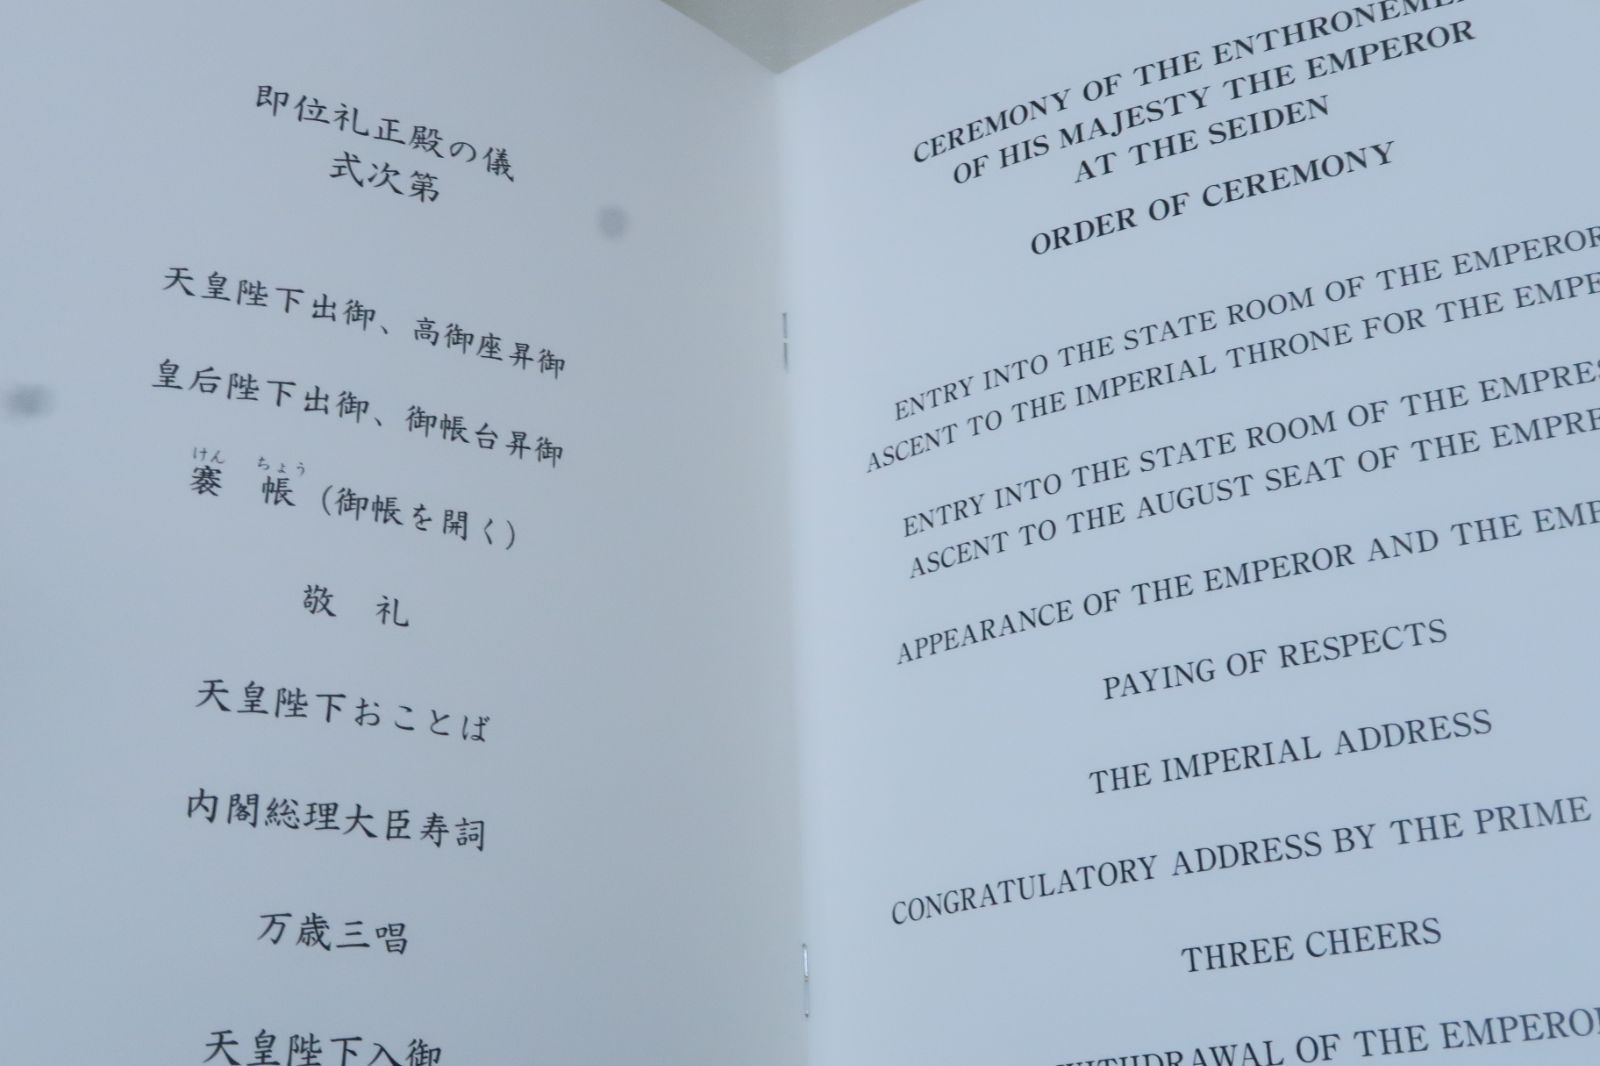 即位礼正殿の儀
式次第
天皇陛下出御、高御座昇御
皇后陛下出御、御帳台昇御
けん ちょう
褰 帳（御帳を開く）
敬 礼
天皇陛下おことば
内閣総理大臣寿詞
万歳三唱
天皇陛下入御
CEREMONY OF THE
OF HIS MAJESTY THE EMPEROR
AT THE SEIDEN
ORDER OF CEREMONY
ENTRY INTO THE STATE ROOM OF THE EMPEROR
ASCENT TO THE IMPERIAL THRONE FOR THE
ENTRY INTO THE STATE ROOM OF THE
ASCENT TO THE AUGUST SEAT OF THE
APPEARANCE OF THE EMPEROR AND THE
PAYING OF RESPECTS
THE IMPERIAL ADDRESS
CONGRATULATORY ADDRESS BY THE PRIME
THREE CHEERS
WITHDRAWAL OF THE EMPEROR